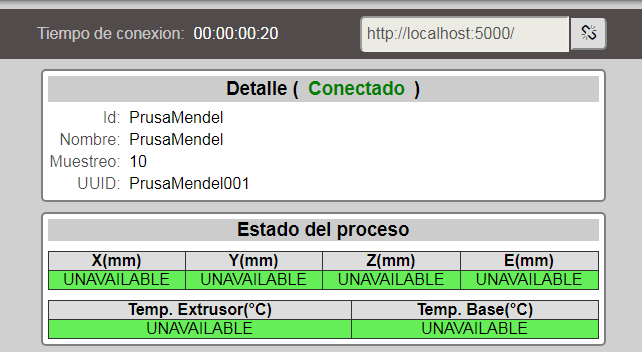 Tiempo de conexion: 00:00:00:20 http://localhost:5000/
Detalle ( Conectado )
Id: PrusaMendel
Nombre: PrusaMendel
Muestreo: 10
UUID: PrusaMendel001
Estado del proceso
X(mm) Y(mm) Z(mm) E(mm)
UNAVAILABLE UNAVAILABLE UNAVAILABLE UNAVAILABLE
Temp. Extrusor(°C) Temp. Base(°C)
UNAVAILABLE UNAVAILABLE